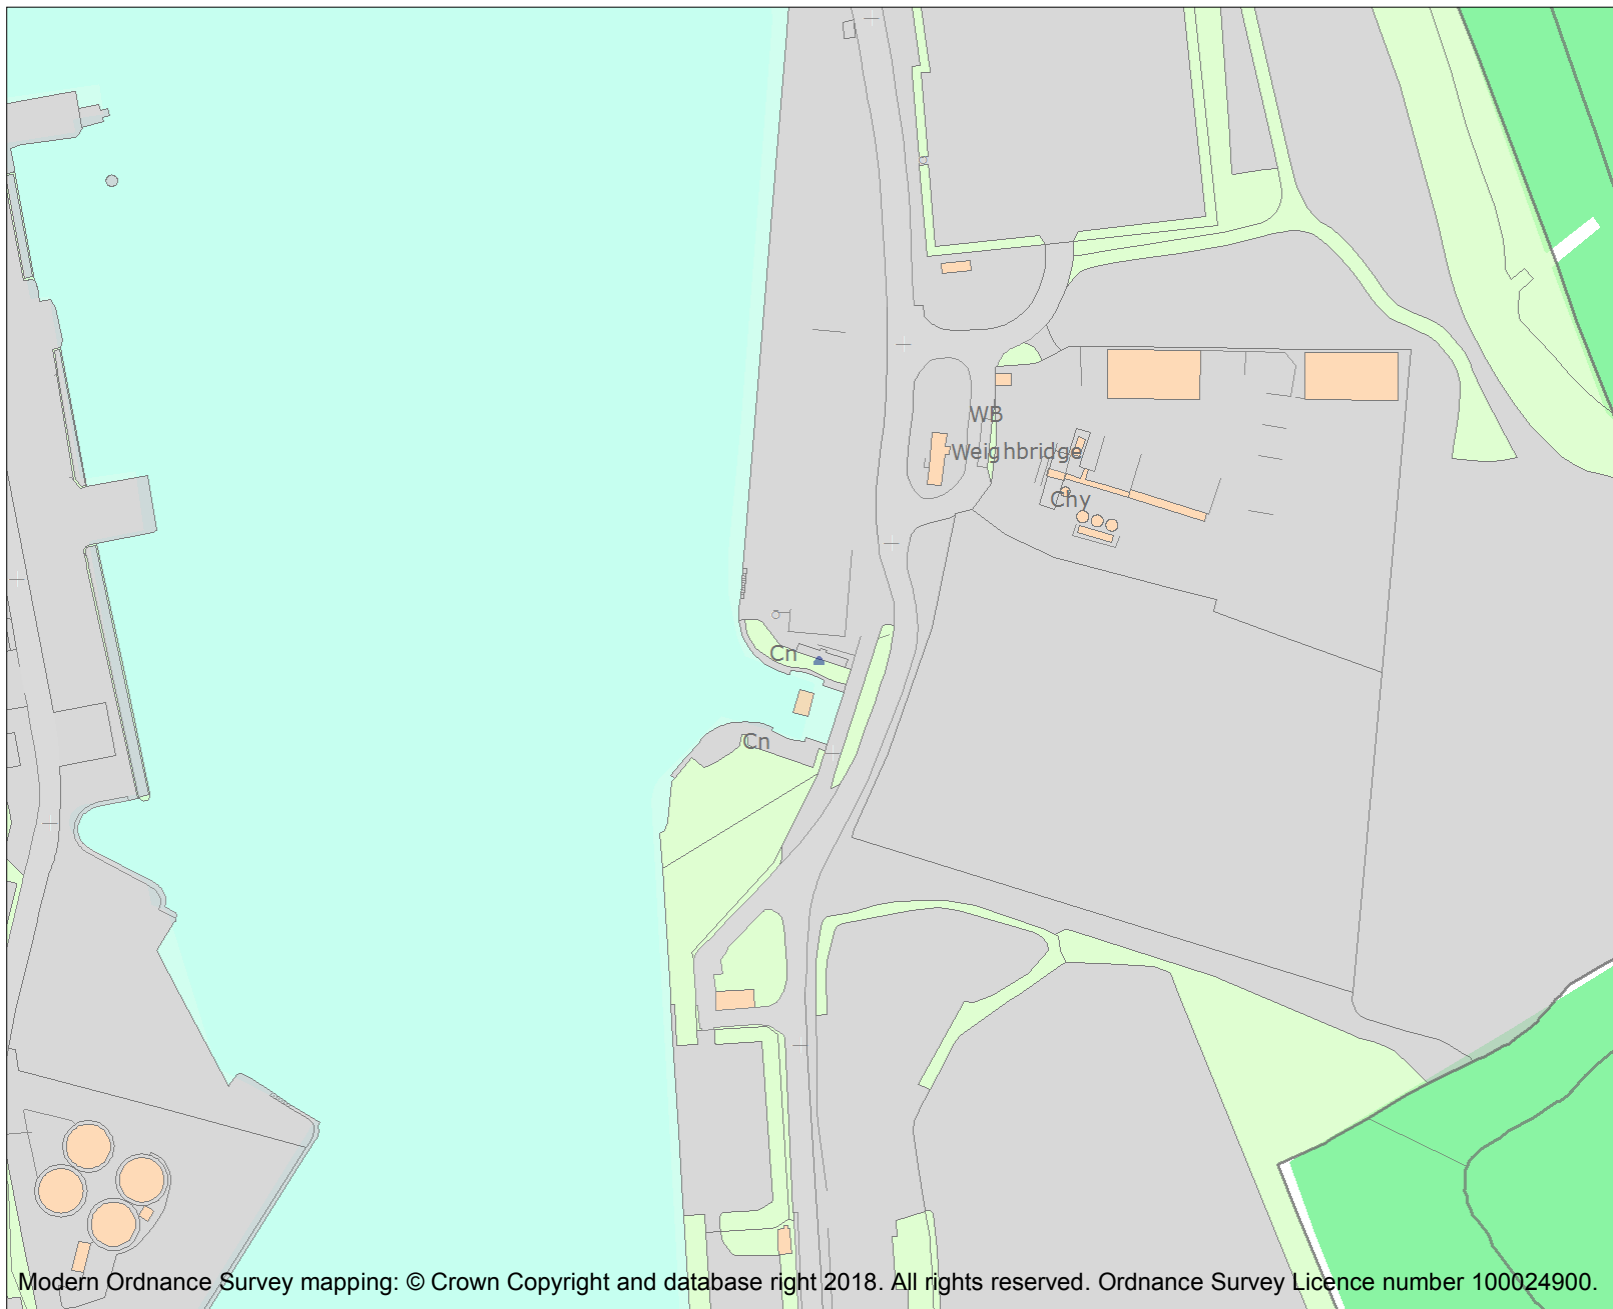 WB
Weighbridge
Chy
Cn
Cn
Modern Ordnance Survey mapping: © Crown Copyright and database right 2018. All rights reserved. Ordnance Survey Licence number 100024900.